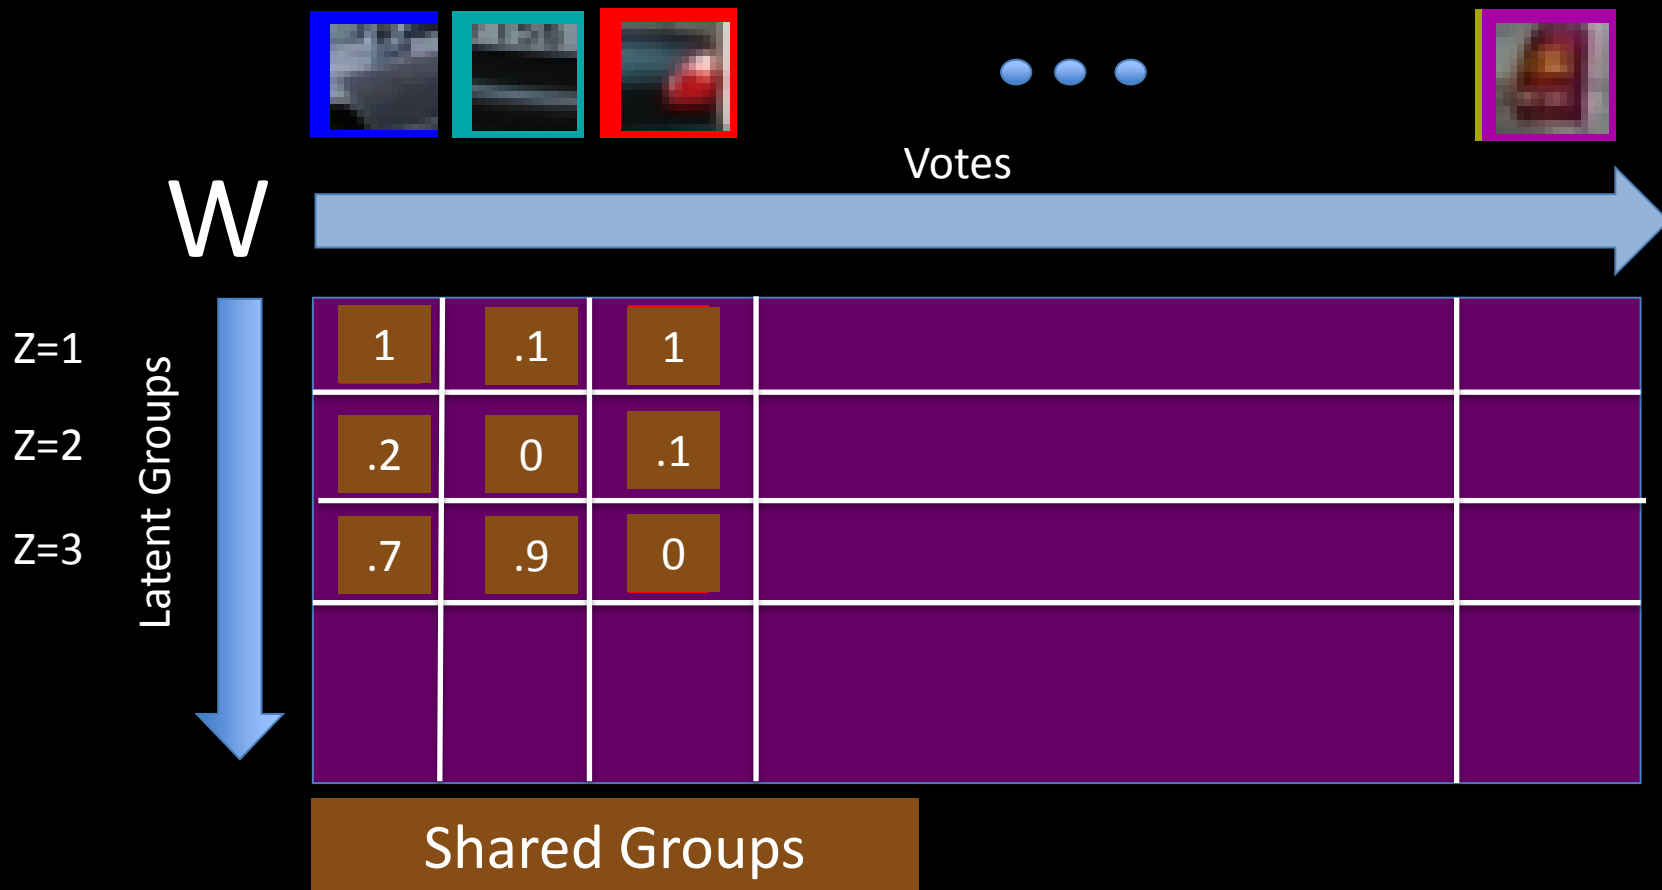 Votes
W
Z=1 1 .1 1
Z=2 .2 0 .1
Z=3 .7 .9 0
Latent Groups
Shared Groups